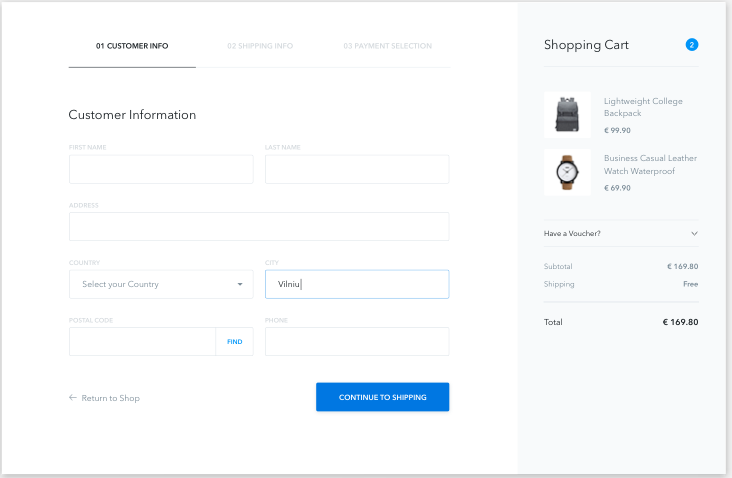 01 CUSTOMER INFO
02 SHIPPING INFO
03 PAYMENT SELECTION
Customer Information
FIRST NAME
LAST NAME
ADDRESS
COUNTRY
CITY
Select your Country
Vilniu
POSTAL CODE
PHONE
FIND
Return to Shop
CONTINUE TO SHIPPING
Shopping Cart
2
Lightweight College
Backpack
€ 99.90
Business Casual Leather
Watch Waterproof
€ 69.90
Have a Voucher?
Subtotal € 169.80
Shipping Free
Total € 169.80